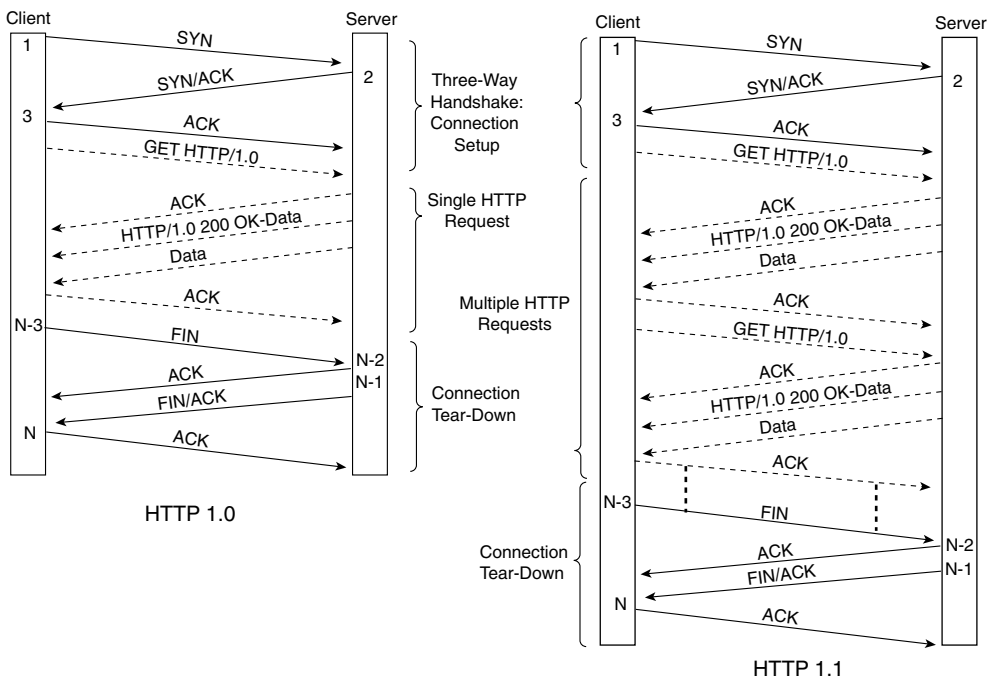 Client
Server
1
SYN
2
SYN/ACK
3
ACK
GET HTTP/1.0
ACK
HTTP/1.0 200 OK-Data
Data
ACK
N-3
FIN
N-2
ACK
N-1
FIN/ACK
N
ACK
HTTP 1.0
Three-Way
Handshake:
Connection
Setup
Single HTTP
Request
Multiple HTTP
Requests
Connection
Tear-Down
Connection
Tear-Down
Client
Server
1
SYN
2
SYN/ACK
3
ACK
GET HTTP/1.0
ACK
HTTP/1.0 200 OK-Data
Data
ACK
GET HTTP/1.0
ACK
HTTP/1.0 200 OK-Data
Data
ACK
N-3
FIN
N-2
ACK
N-1
FIN/ACK
N
ACK
HTTP 1.1